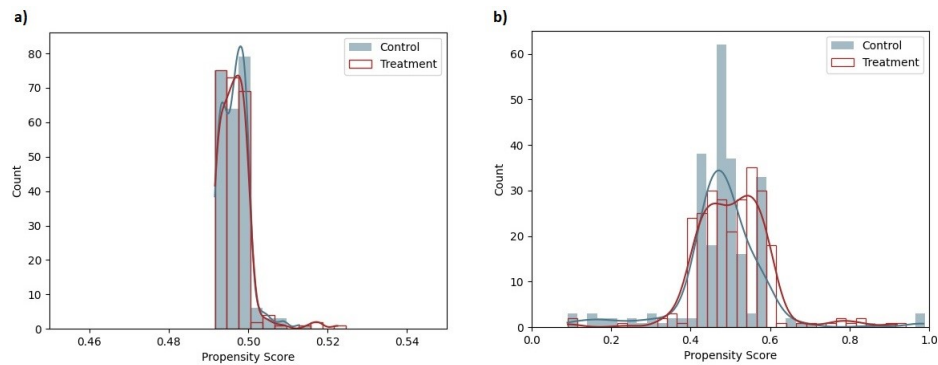 a)
Control
Treatment
80
70
60
50
40
30
20
10
0
Count
0.46 0.48 0.50 0.52 0.54
Propensity Score
b)
Control
Treatment
60
50
40
30
20
10
0
Count
0.0 0.2 0.4 0.6 0.8 1.0
Propensity Score